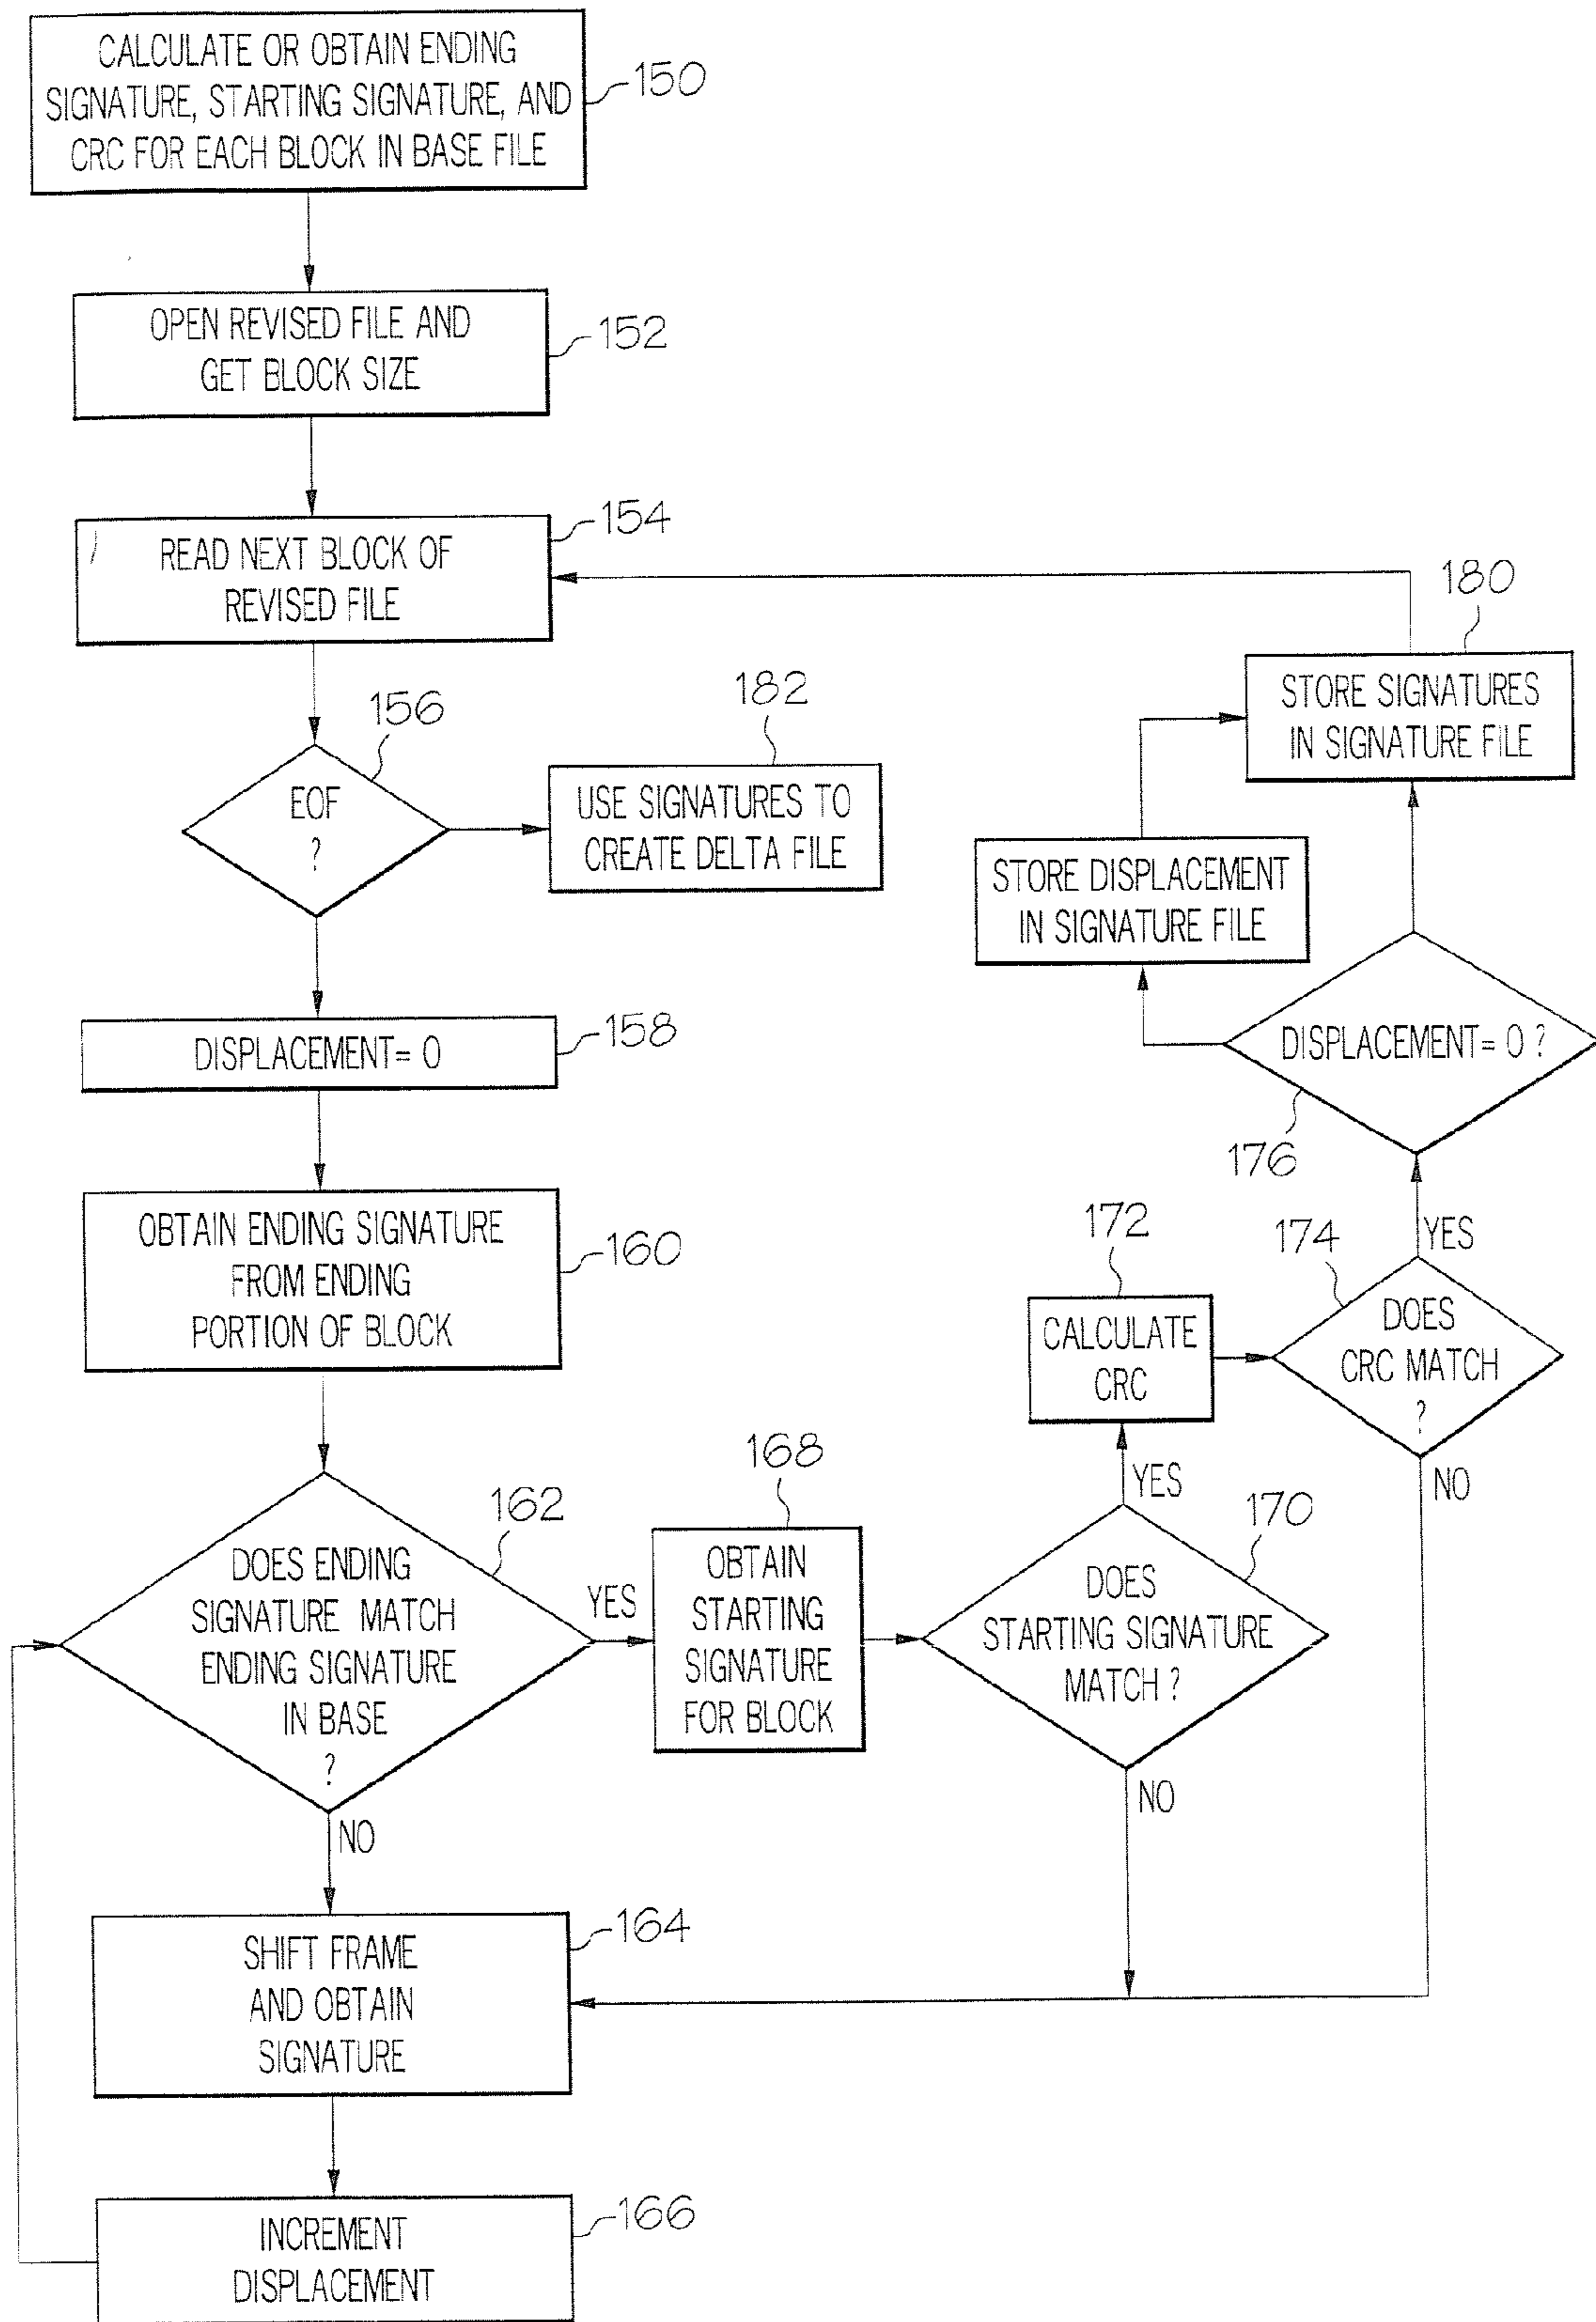 CALCULATE OR OBTAIN ENDING
SIGNATURE, STARTING SIGNATURE, AND
CRC FOR EACH BLOCK IN BASE FILE
150
OPEN REVISED FILE AND
GET BLOCK SIZE
152
READ NEXT BLOCK OF
REVISED FILE
154
EOF
?
156
USE SIGNATURES TO
CREATE DELTA FILE
182
DISPLACEMENT= 0
158
OBTAIN ENDING SIGNATURE
FROM ENDING
PORTION OF BLOCK
160
DOES ENDING
SIGNATURE MATCH
ENDING SIGNATURE
IN BASE
?
162
YES
NO
SHIFT FRAME
AND OBTAIN
SIGNATURE
164
INCREMENT
DISPLACEMENT
166
OBTAIN
STARTING
SIGNATURE
FOR BLOCK
168
DOES
STARTING SIGNATURE
MATCH ?
170
YES
NO
CALCULATE
CRC
172
DOES
CRC MATCH
?
174
YES
NO
DISPLACEMENT= 0 ?
176
STORE DISPLACEMENT
IN SIGNATURE FILE
STORE SIGNATURES
IN SIGNATURE FILE
180